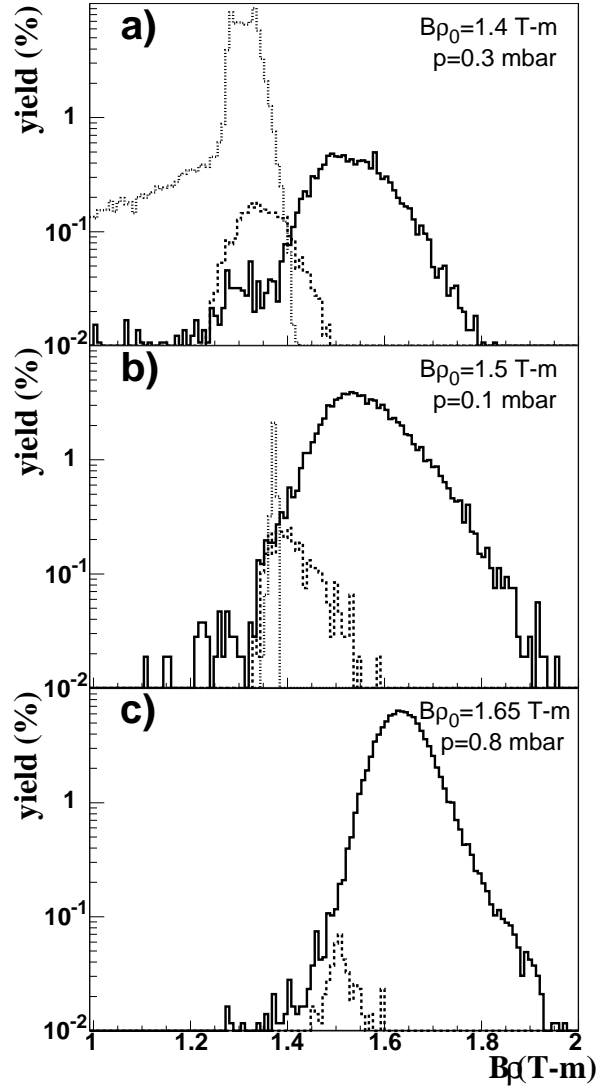 a)
Bρ₀=1.4 T-m
p=0.3 mbar
yield (%)
1
10⁻¹
10⁻²
b)
Bρ₀=1.5 T-m
p=0.1 mbar
yield (%)
1
10⁻¹
10⁻²
c)
Bρ₀=1.65 T-m
p=0.8 mbar
yield (%)
1
10⁻¹
10⁻²
1 1.2 1.4 1.6 1.8 2
Bρ(T-m)